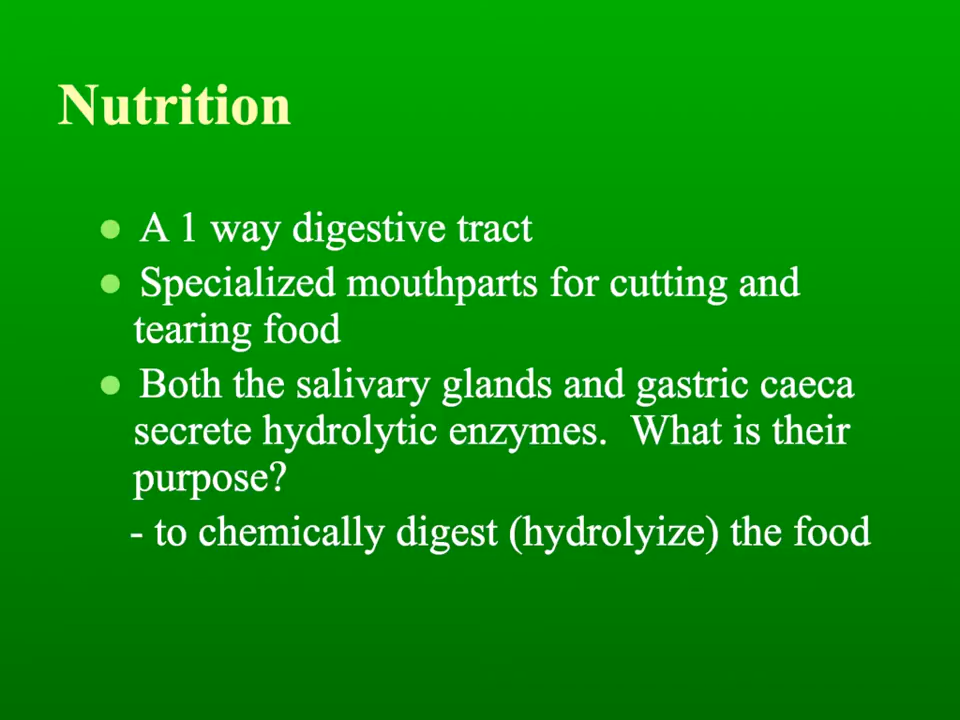 Nutrition
● A 1 way digestive tract
● Specialized mouthparts for cutting and
tearing food
● Both the salivary glands and gastric caeca
secrete hydrolytic enzymes.  What is their
purpose?
- to chemically digest (hydrolyize) the food